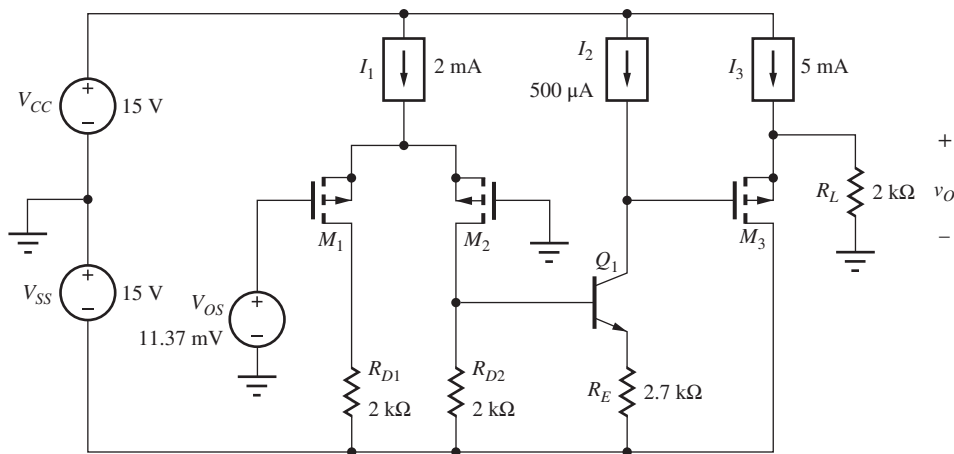 I1
2 mA
I2
500 µA
I3
5 mA
VCC
+
−
15 V
M1
M2
M3
+
RL
2 kΩ
vO
−
VSS
+
−
15 V
VOS
+
−
11.37 mV
Q1
RD1
2 kΩ
RD2
2 kΩ
RE
2.7 kΩ